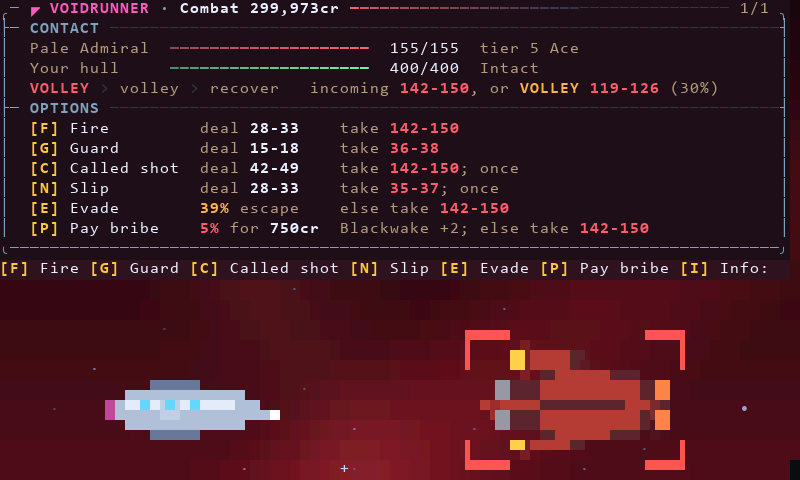 VOIDRUNNER · Combat 299,973cr 1/1
CONTACT
Pale Admiral 155/155 tier 5 Ace
Your hull 400/400 Intact
VOLLEY > volley > recover incoming 142-150, or VOLLEY 119-126 (30%)
OPTIONS
[F] Fire deal 28-33 take 142-150
[G] Guard deal 15-18 take 36-38
[C] Called shot deal 42-49 take 142-150; once
[N] Slip deal 28-33 take 35-37; once
[E] Evade 39% escape else take 142-150
[P] Pay bribe 5% for 750cr Blackwake +2; else take 142-150
[F] Fire [G] Guard [C] Called shot [N] Slip [E] Evade [P] Pay bribe [I] Info: